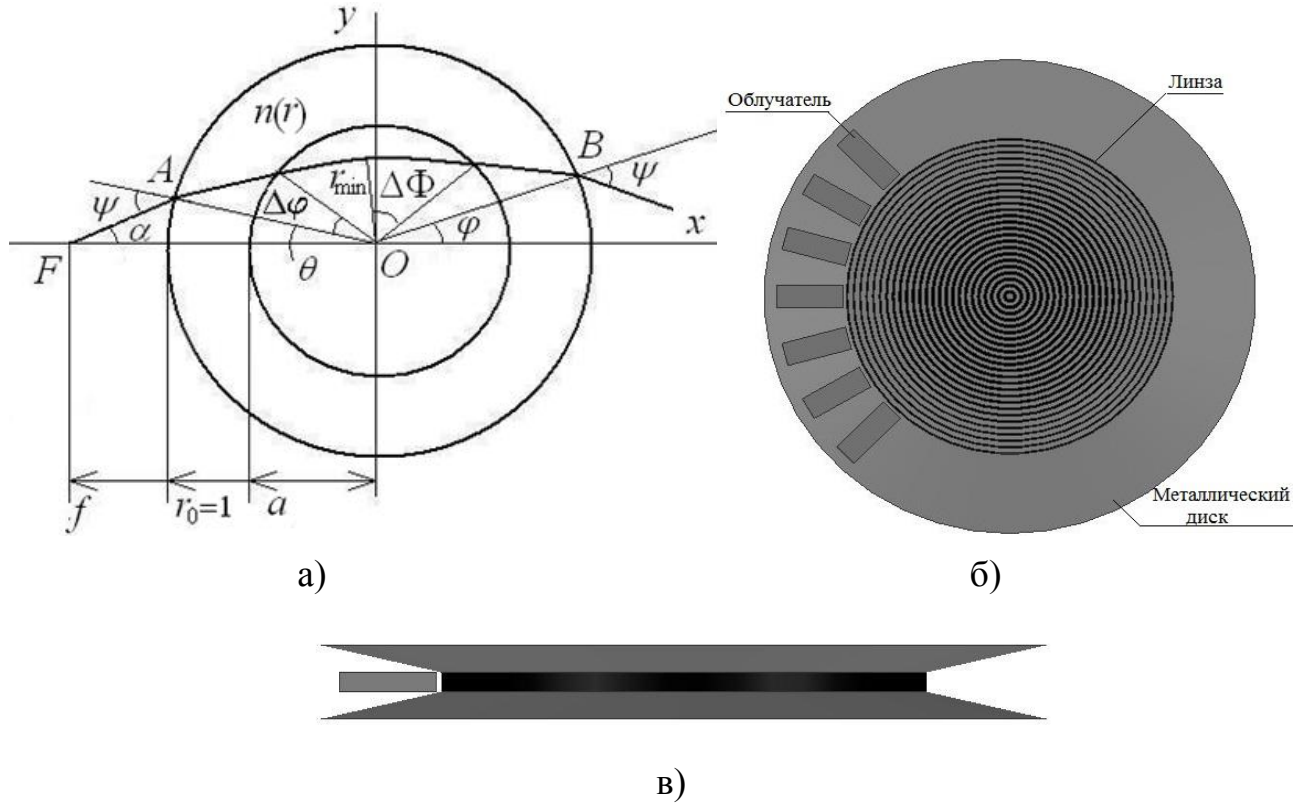 y
n(r)
A
B
ψ
r_min
ΔΦ
ψ
ψ
Δφ
x
α
φ
F
θ
O
f
r₀=1
a
а)
Облучатель
Линза
Металлический
диск
б)
в)